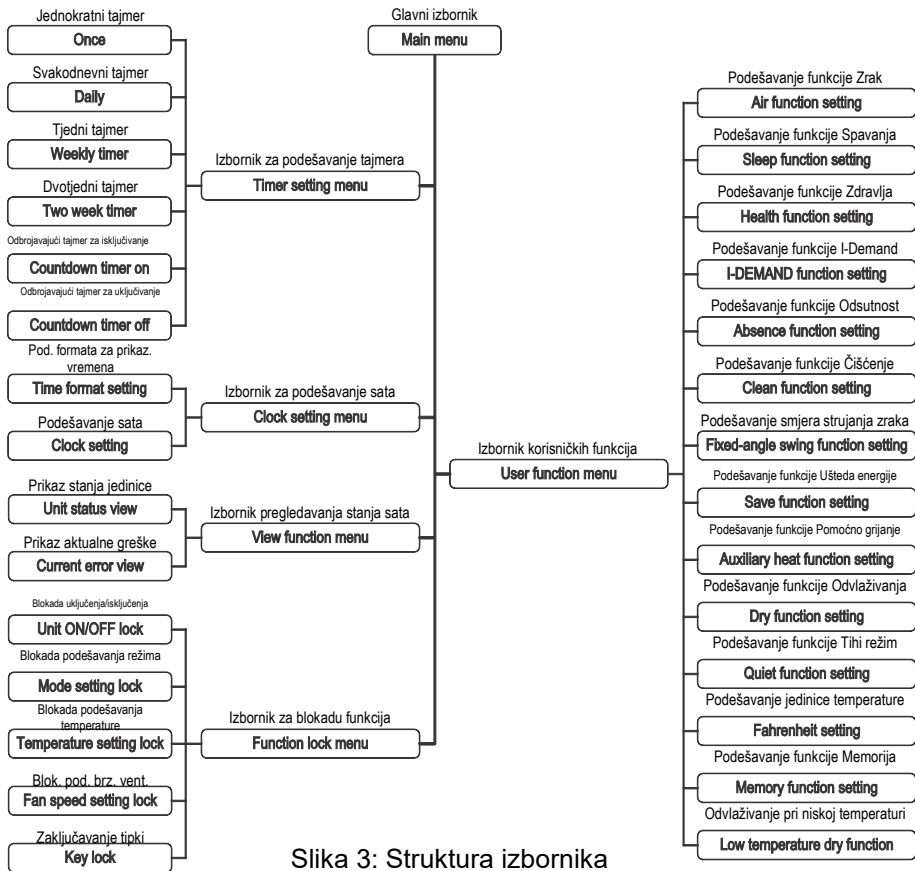 Jednokratni tajmer
Once
Svakodnevni tajmer
Daily
Tjedni tajmer
Weekly timer
Dvotjedni tajmer
Two week timer
Odbrojavajući tajmer za isključivanje
Countdown timer on
Odbrojavajući tajmer za uključivanje
Countdown timer off
Pod. formata za prikaz.
vremena
Time format setting
Podešavanje sata
Clock setting
Prikaz stanja jedinice
Unit status view
Prikaz aktualne greške
Current error view
Blokada uključenja/isključenja
Unit ON/OFF lock
Blokada podešavanja režima
Mode setting lock
Blokada podešavanja
temperature
Temperature setting lock
Blok. pod. brz. vent.
Fan speed setting lock
Zaključavanje tipki
Key lock
Glavni izbornik
Main menu
Izbornik za podešavanje tajmera
Timer setting menu
Izbornik za podešavanje sata
Clock setting menu
Izbornik pregledavanja stanja sata
View function menu
Izbornik za blokadu funkcija
Function lock menu
Izbornik korisničkih funkcija
User function menu
Podešavanje funkcije Zrak
Air function setting
Podešavanje funkcije Spavanja
Sleep function setting
Podešavanje funkcije Zdravlja
Health function setting
Podešavanje funkcije I-Demand
I-DEMAND function setting
Podešavanje funkcije Odsutnost
Absence function setting
Podešavanje funkcije Čišćenje
Clean function setting
Podešavanje smjera strujanja zraka
Fixed-angle swing function setting
Podešavanje funkcije Ušteda energije
Save function setting
Podešavanje funkcije Pomoćno grijanje
Auxiliary heat function setting
Podešavanje funkcije Odvlaživanja
Dry function setting
Podešavanje funkcije Tihi režim
Quiet function setting
Podešavanje jedinice temperature
Fahrenheit setting
Podešavanje funkcije Memorija
Memory function setting
Odvlaživanje pri niskoj temperaturi
Low temperature dry function
Slika 3: Struktura izbornika